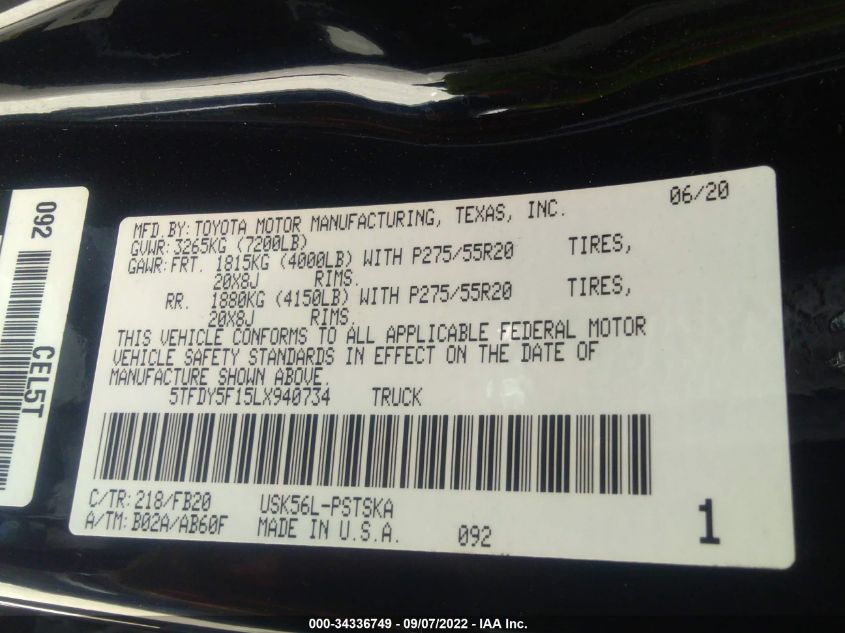 092
CEL5T
06/20
MFD. BY: TOYOTA MOTOR MANUFACTURING, TEXAS, INC.
GVWR: 3265KG (7200LB)
GAWR: FRT. 1815KG (4000LB) WITH P275/55R20 TIRES,
20X8J RIMS.
RR. 1880KG (4150LB) WITH P275/55R20 TIRES,
20X8J RIMS.
THIS VEHICLE CONFORMS TO ALL APPLICABLE FEDERAL MOTOR
VEHICLE SAFETY STANDARDS IN EFFECT ON THE DATE OF
MANUFACTURE SHOWN ABOVE.
5TFDY5F15LX940734 TRUCK
C/TR: 218/FB20 USK56L-PSTSKA
A/TM: B02A/AB60F MADE IN U.S.A. 092 1
000-34336749 - 09/07/2022 - IAA Inc.